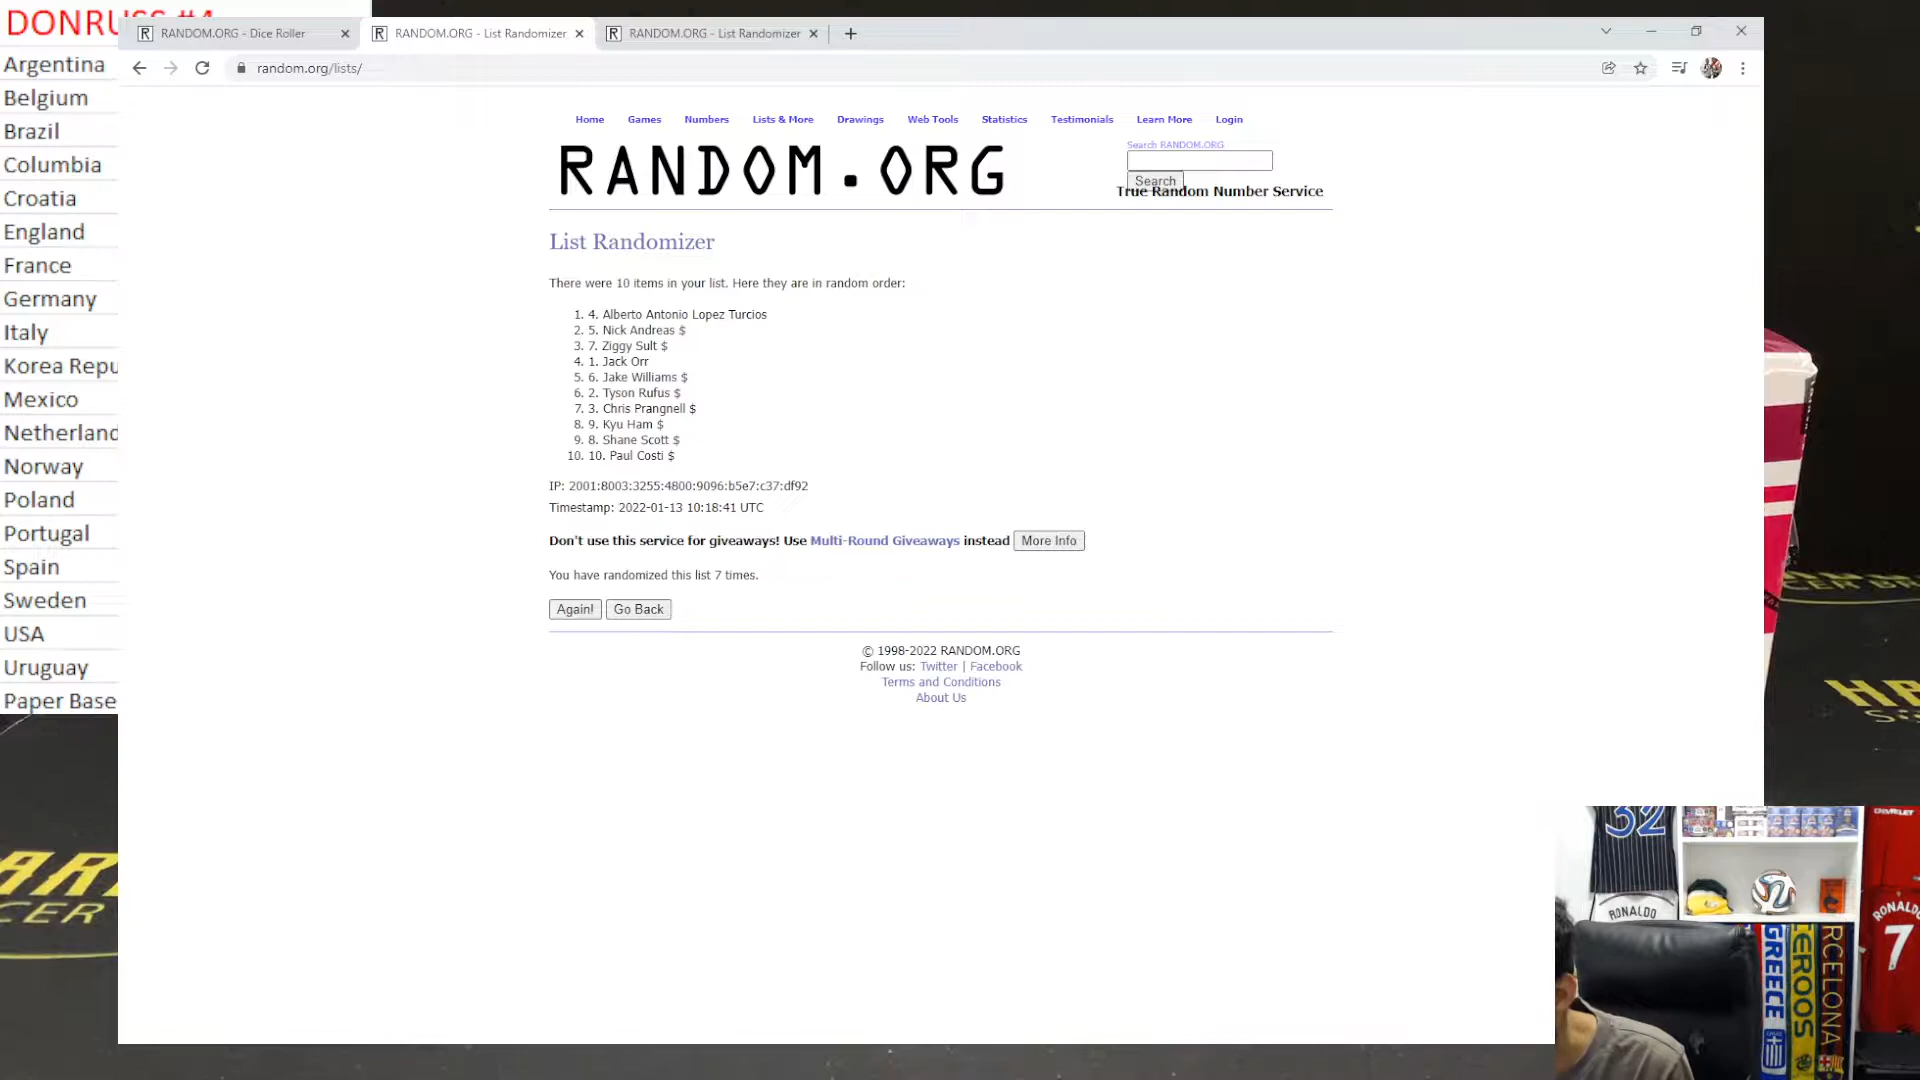 DONRUSS #4
Argentina
Belgium
Brazil
Columbia
Croatia
England
France
Germany
Italy
Korea Repu
Mexico
Netherland
Norway
Poland
Portugal
Spain
Sweden
USA
Uruguay
Paper Base
RANDOM.ORG - Dice Roller
RANDOM.ORG - List Randomizer
RANDOM.ORG - List Randomizer
random.org/lists/
Home Games Numbers Lists & More Drawings Web Tools Statistics Testimonials Learn More Login
RANDOM.ORG
Search RANDOM.ORG
Search
True Random Number Service
List Randomizer
There were 10 items in your list. Here they are in random order:
1. 4. Alberto Antonio Lopez Turcios
2. 5. Nick Andreas $
3. 7. Ziggy Sult $
4. 1. Jack Orr
5. 6. Jake Williams $
6. 2. Tyson Rufus $
7. 3. Chris Prangnell $
8. 9. Kyu Ham $
9. 8. Shane Scott $
10. 10. Paul Costi $
IP: 2001:8003:3255:4800:9096:b5e7:c37:df92
Timestamp: 2022-01-13 10:18:41 UTC
Don't use this service for giveaways! Use Multi-Round Giveaways instead More Info
You have randomized this list 7 times.
Again! Go Back
© 1998-2022 RANDOM.ORG
Follow us: Twitter | Facebook
Terms and Conditions
About Us
32
RONALDO
CHEVROLET
RONALDO
7
GREECE
CEROOS
RCELONA